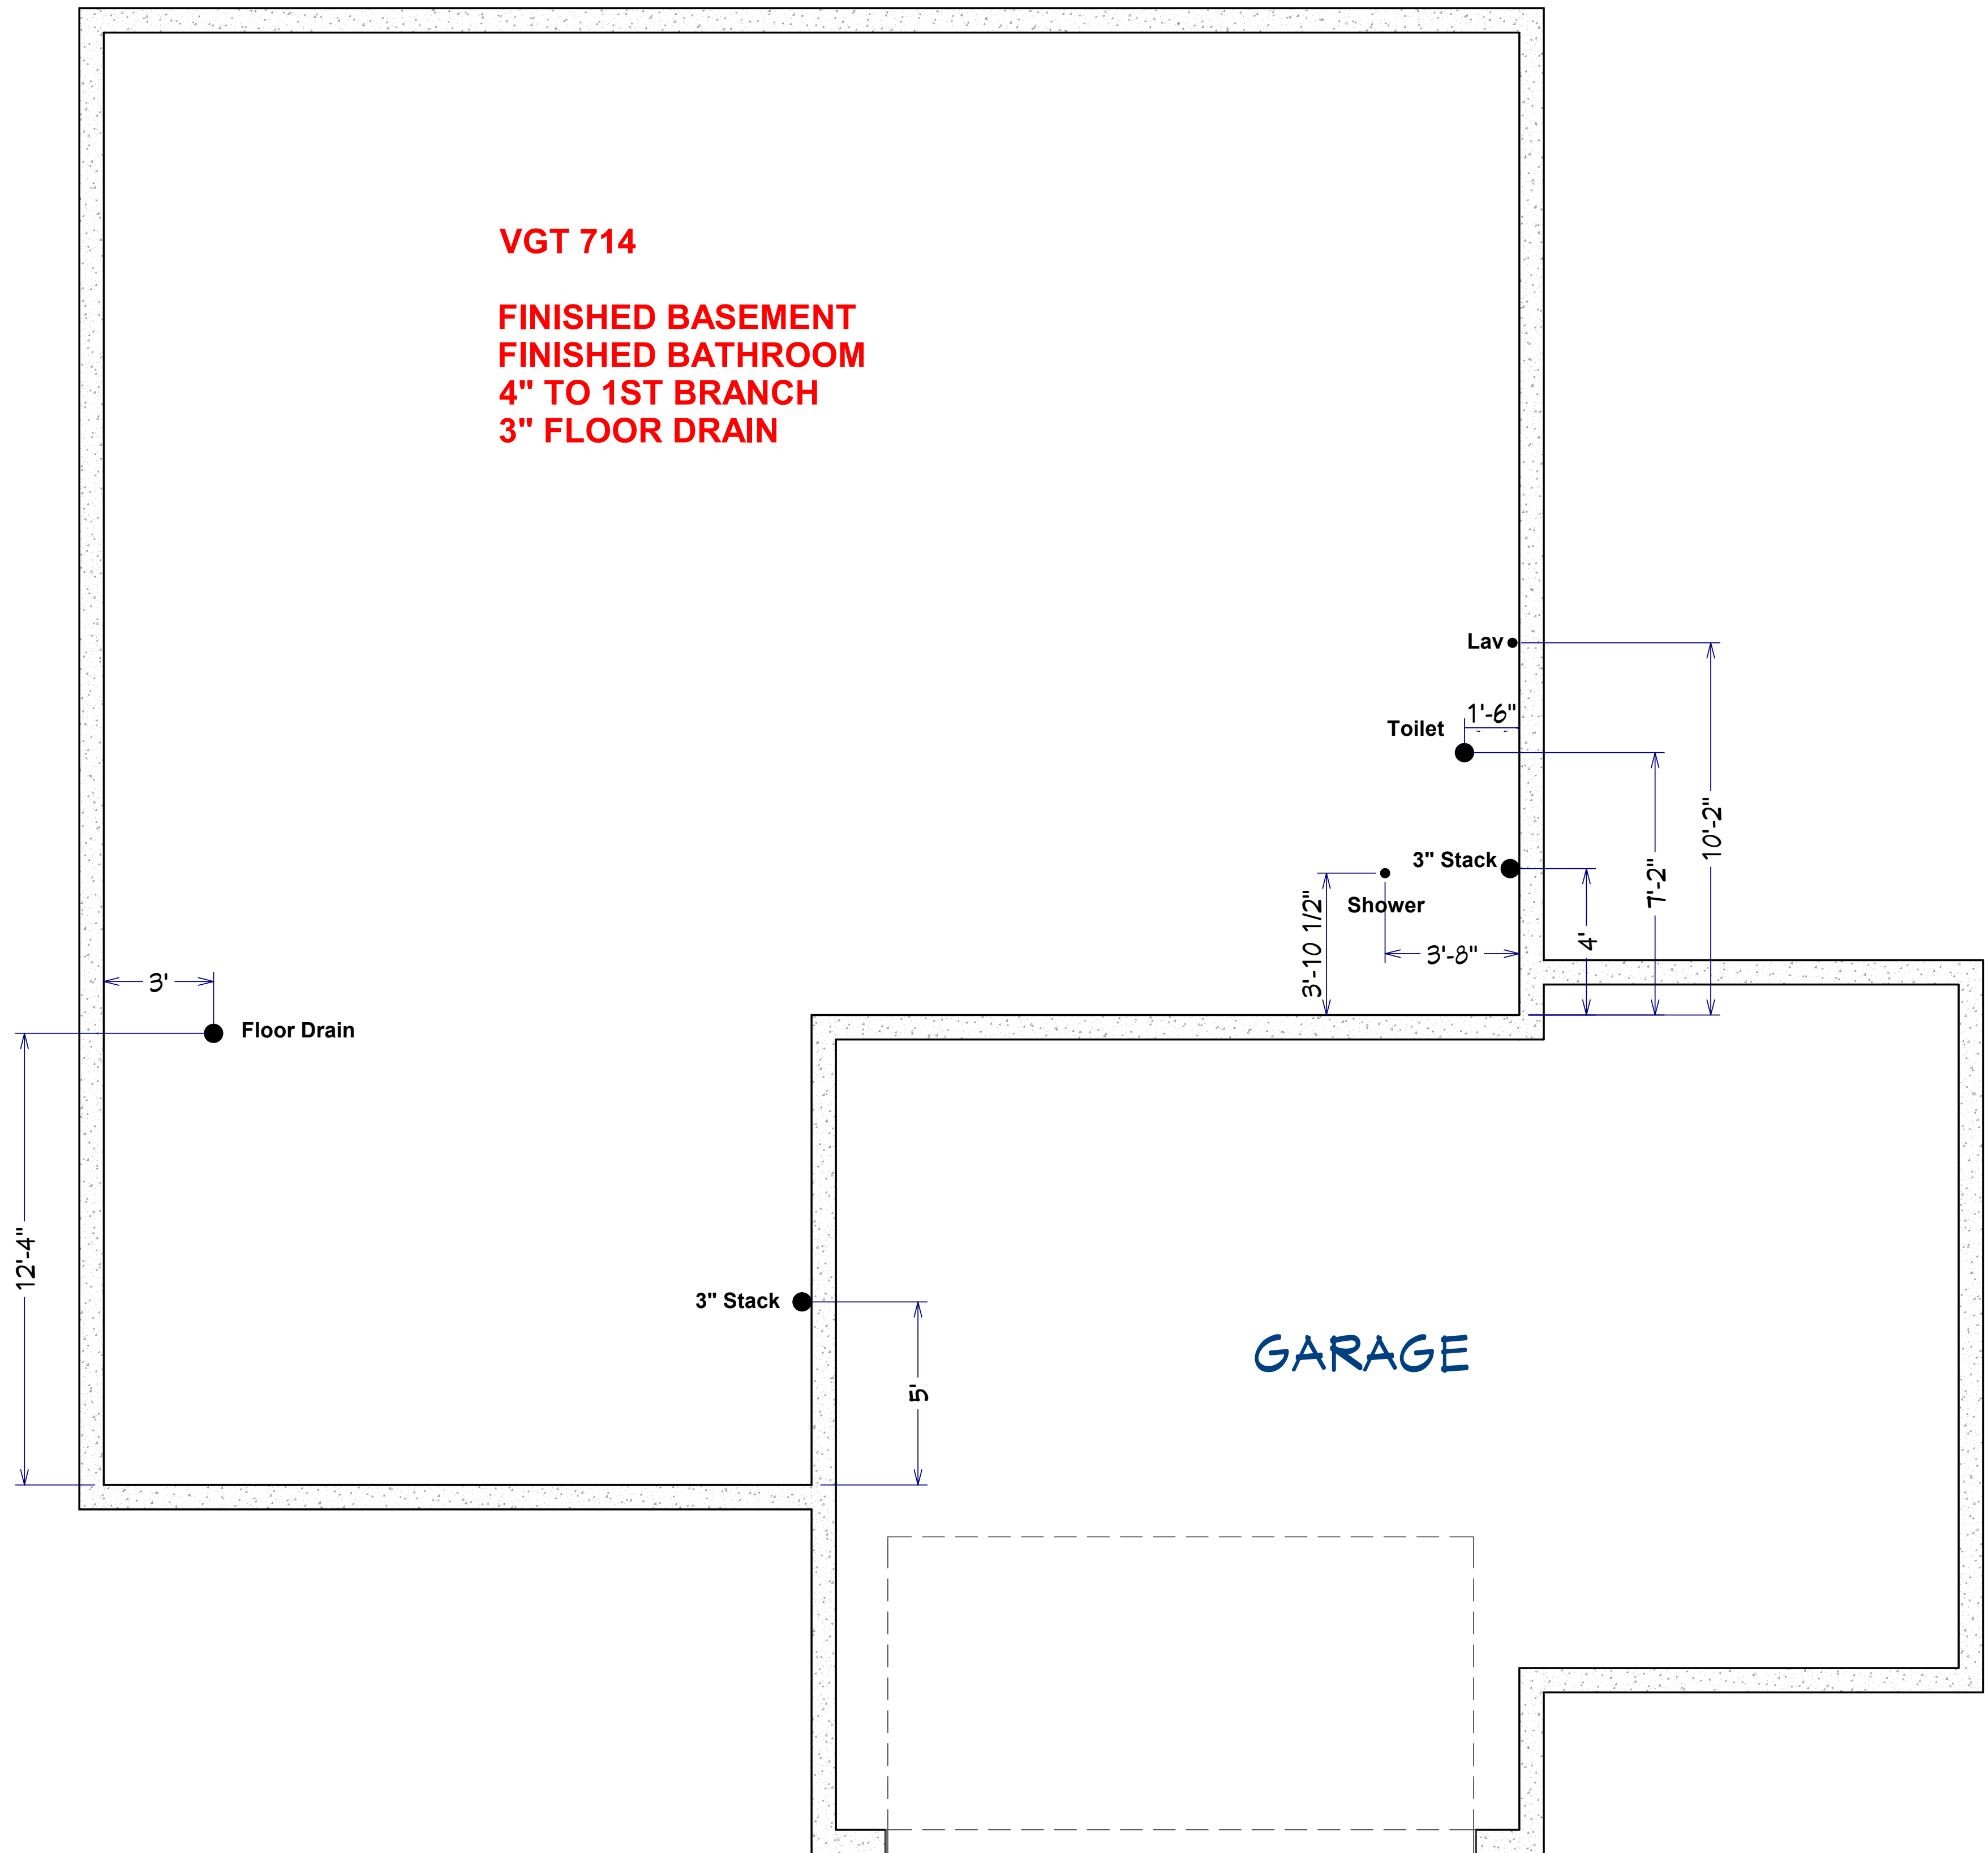 VGT 714
FINISHED BASEMENT
FINISHED BATHROOM
4" TO 1ST BRANCH
3" FLOOR DRAIN
Lav
1'-6"
Toilet
10'-2"
7'-2"
3" Stack
Shower
3'-10 1/2"
3'-8"
4'
3'
Floor Drain
12'-4"
3" Stack
5'
GARAGE